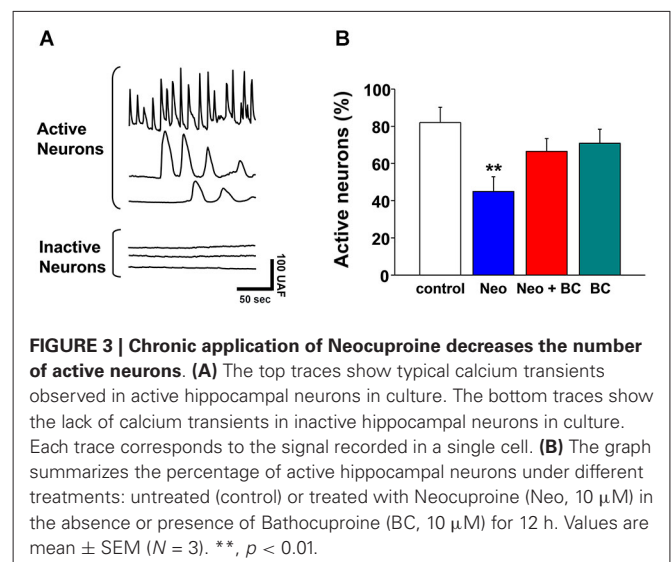 A
B
Active
Neurons
Inactive
Neurons
100 UAF
50 sec
Active neurons (%)
100
80
60
40
20
0
**
control Neo Neo + BC BC
FIGURE 3 | Chronic application of Neocuproine decreases the number
of active neurons. (A) The top traces show typical calcium transients
observed in active hippocampal neurons in culture. The bottom traces show
the lack of calcium transients in inactive hippocampal neurons in culture.
Each trace corresponds to the signal recorded in a single cell. (B) The graph
summarizes the percentage of active hippocampal neurons under different
treatments: untreated (control) or treated with Neocuproine (Neo, 10 μM) in
the absence or presence of Bathocuproine (BC, 10 μM) for 12 h. Values are
mean ± SEM (N = 3). **, p < 0.01.